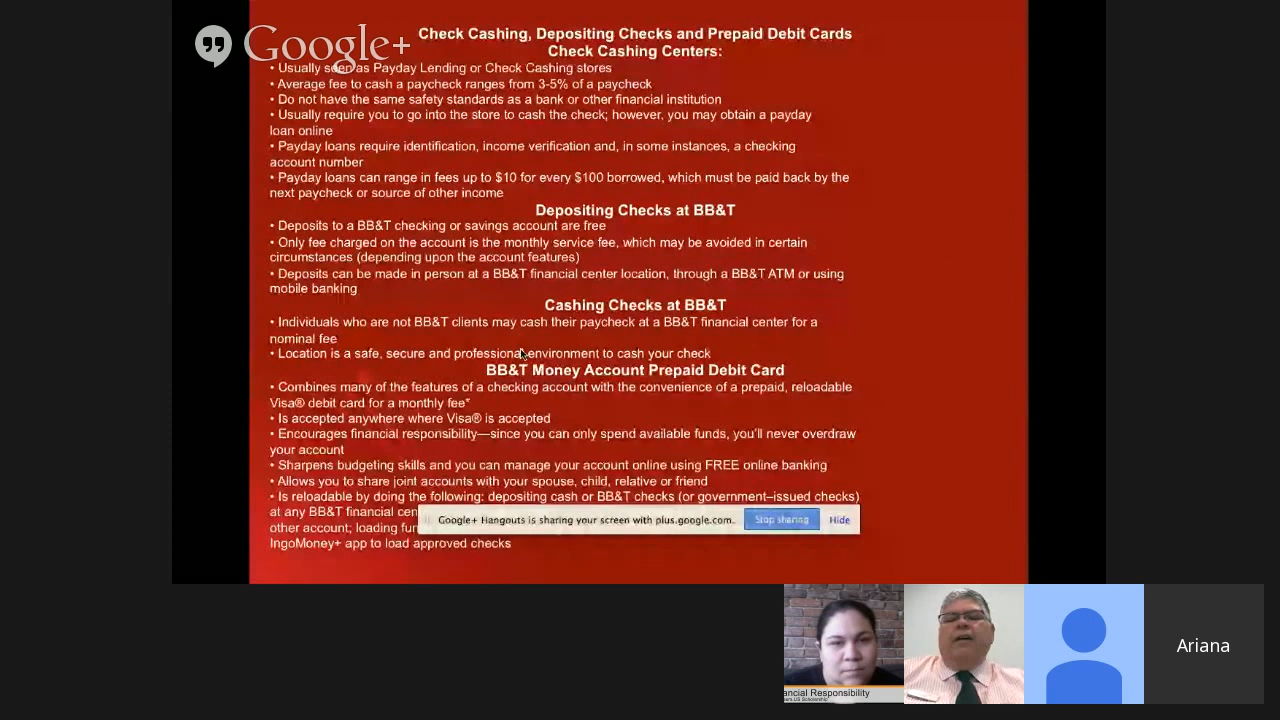 Google+
Check Cashing, Depositing Checks and Prepaid Debit Cards
Check Cashing Centers:
• Usually seen as Payday Lending or Check Cashing stores
• Average fee to cash a paycheck ranges from 3-5% of a paycheck
• Do not have the same safety standards as a bank or other financial institution
• Usually require you to go into the store to cash the check; however, you may obtain a payday
loan online
• Payday loans require identification, income verification and, in some instances, a checking
account number
• Payday loans can range in fees up to $10 for every $100 borrowed, which must be paid back by the
next paycheck or source of other income
Depositing Checks at BB&T
• Deposits to a BB&T checking or savings account are free
• Only fee charged on the account is the monthly service fee, which may be avoided in certain
circumstances (depending upon the account features)
• Deposits can be made in person at a BB&T financial center location, through a BB&T ATM or using
mobile banking
Cashing Checks at BB&T
• Individuals who are not BB&T clients may cash their paycheck at a BB&T financial center for a
nominal fee
• Location is a safe, secure and professional environment to cash your check
BB&T Money Account Prepaid Debit Card
• Combines many of the features of a checking account with the convenience of a prepaid, reloadable
Visa® debit card for a monthly fee*
• Is accepted anywhere where Visa® is accepted
• Encourages financial responsibility—since you can only spend available funds, you'll never overdraw
your account
• Sharpens budgeting skills and you can manage your account online using FREE online banking
• Allows you to share joint accounts with your spouse, child, relative or friend
• Is reloadable by doing the following: depositing cash or BB&T checks (or government–issued checks)
at any BB&T financial cen
other account; loading fun
IngoMoney+ app to load approved checks
Google+ Hangouts is sharing your screen with plus.google.com.
Stop sharing
Hide
ancial Responsibility
Ariana